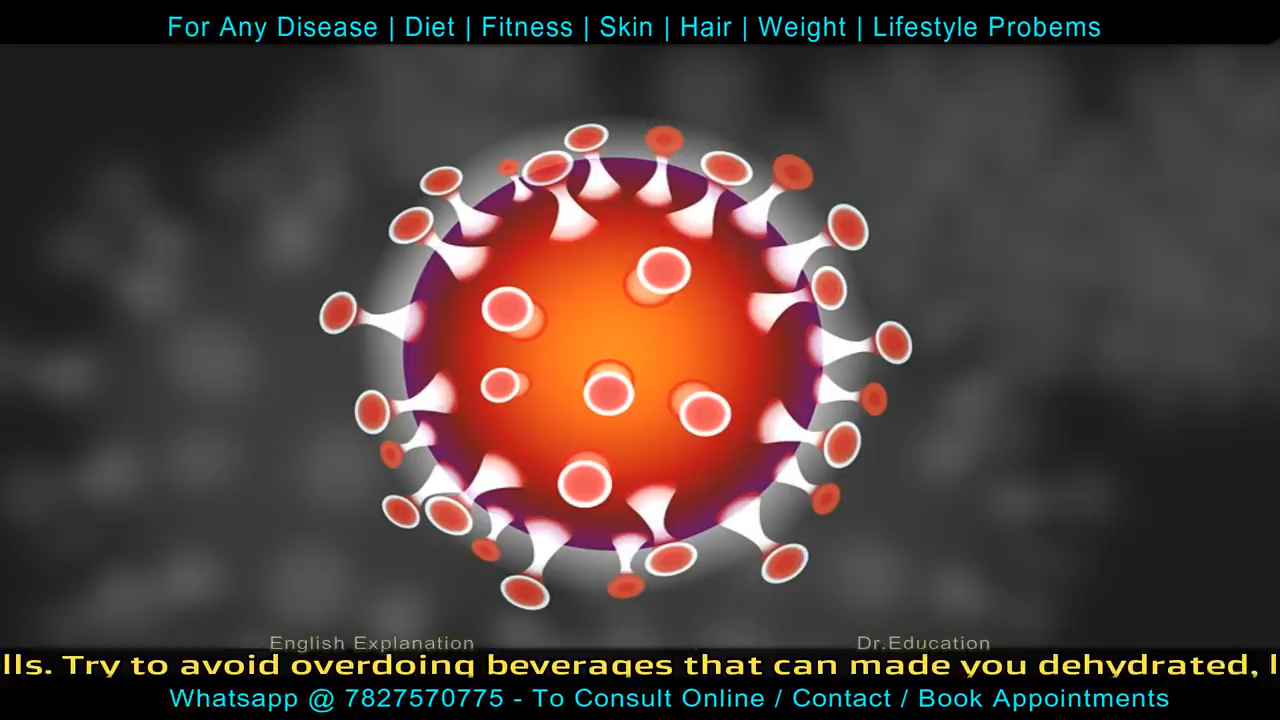 For Any Disease | Diet | Fitness | Skin | Hair | Weight | Lifestyle Probems
English Explanation
Dr.Education
lls. Try to avoid overdoing beverages that can made you dehydrated, l
Whatsapp @ 7827570775 - To Consult Online / Contact / Book Appointments